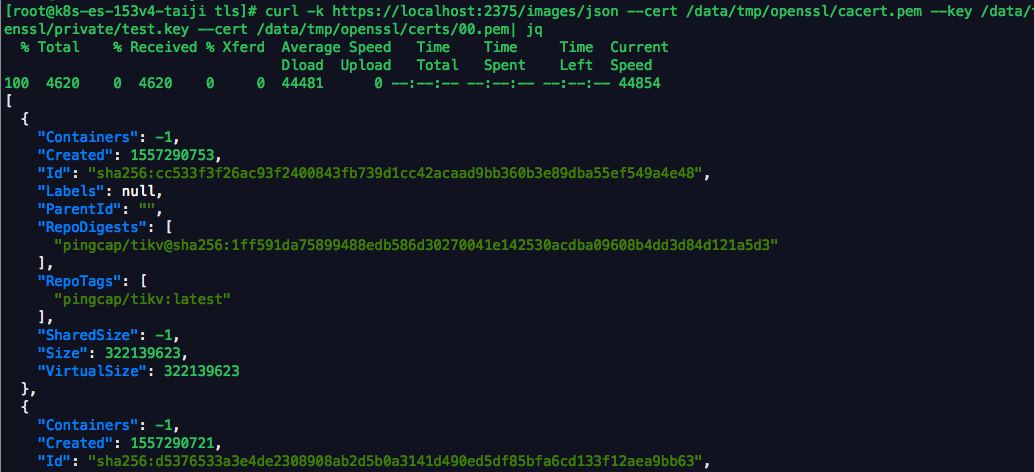 [root@k8s-es-153v4-taiji tls]# curl -k https://localhost:2375/images/json --cert /data/tmp/openssl/cacert.pem --key /data/
enssl/private/test.key --cert /data/tmp/openssl/certs/00.pem| jq
  % Total    % Received % Xferd  Average Speed   Time    Time     Time  Current
                                 Dload  Upload   Total   Spent    Left  Speed
100  4620    0  4620    0     0  44481      0 --:--:-- --:--:-- --:--:-- 44854
[
  {
    "Containers": -1,
    "Created": 1557290753,
    "Id": "sha256:cc533f3f26ac93f2400843fb739d1cc42acaad9bb360b3e89dba55ef549a4e48",
    "Labels": null,
    "ParentId": "",
    "RepoDigests": [
      "pingcap/tikv@sha256:1ff591da75899488edb586d30270041e142530acdba09608b4dd3d84d121a5d3"
    ],
    "RepoTags": [
      "pingcap/tikv:latest"
    ],
    "SharedSize": -1,
    "Size": 322139623,
    "VirtualSize": 322139623
  },
  {
    "Containers": -1,
    "Created": 1557290721,
    "Id": "sha256:d5376533a3e4de2308908ab2d5b0a3141d490ed5df85bfa6cd133f12aea9bb63",